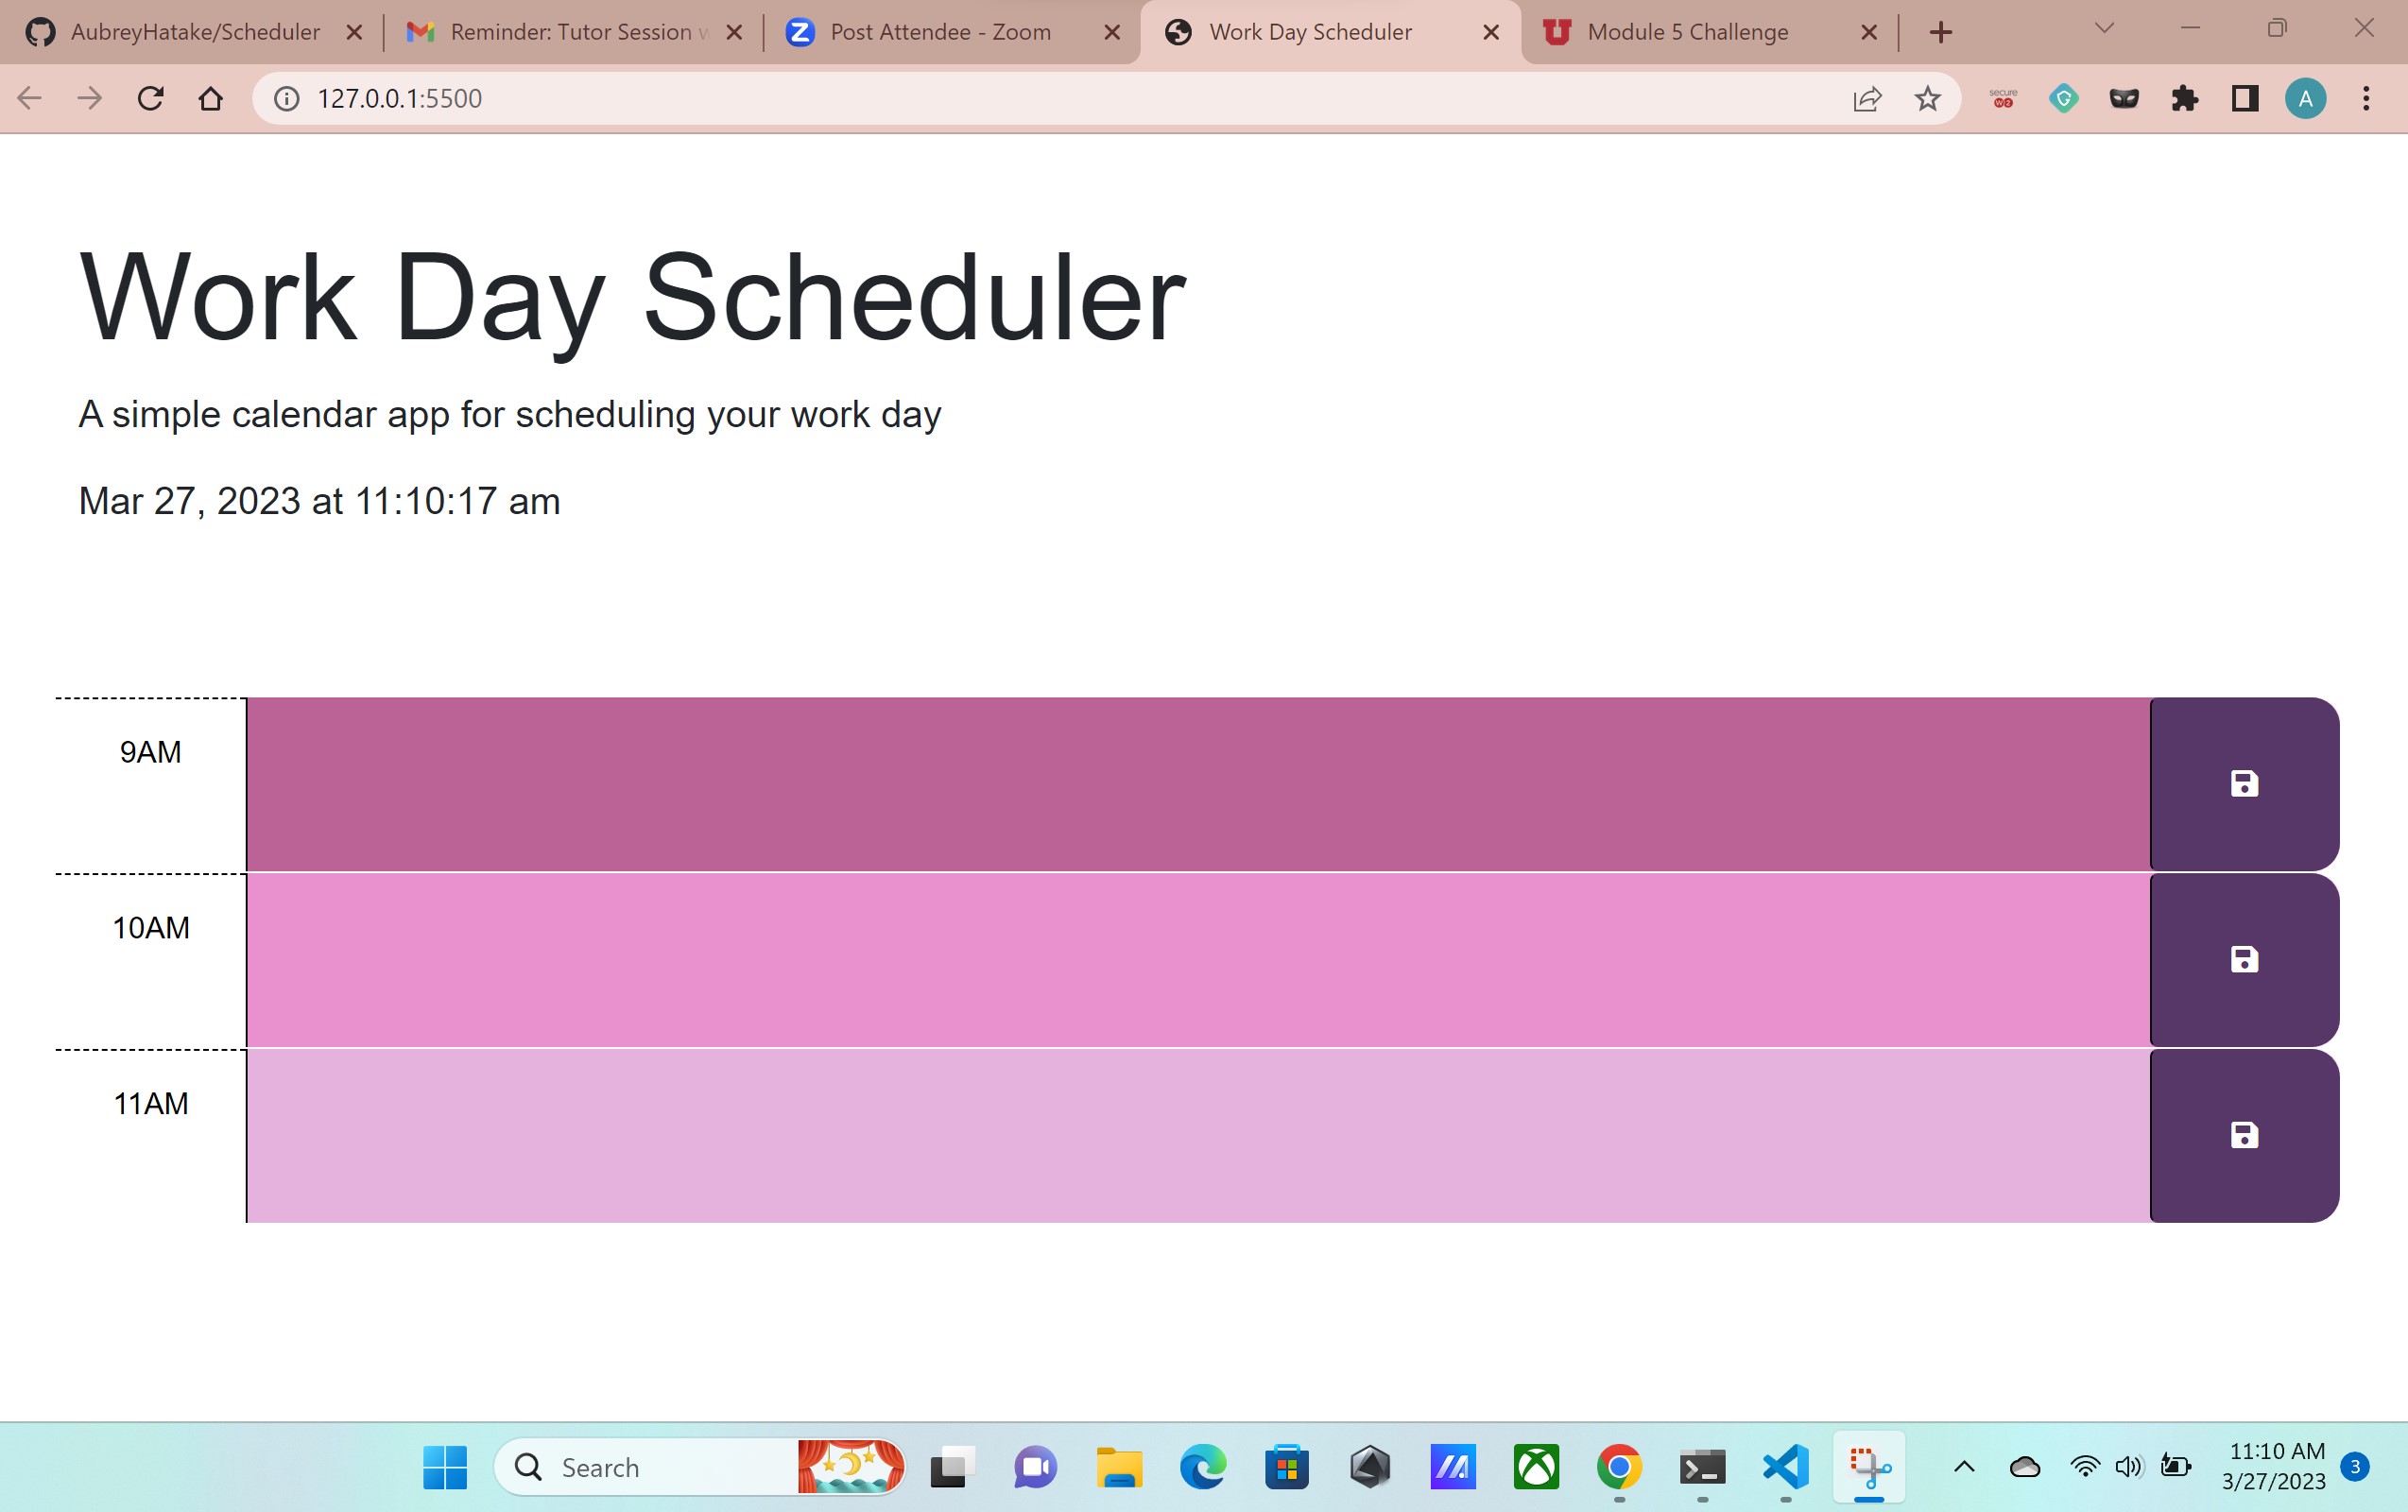 AubreyHatake/Scheduler
Reminder: Tutor Session
Post Attendee - Zoom
Work Day Scheduler
Module 5 Challenge
127.0.0.1:5500
secure
W2
A
Work Day Scheduler
A simple calendar app for scheduling your work day
Mar 27, 2023 at 11:10:17 am
9AM
10AM
11AM
Search
11:10 AM
3/27/2023
3